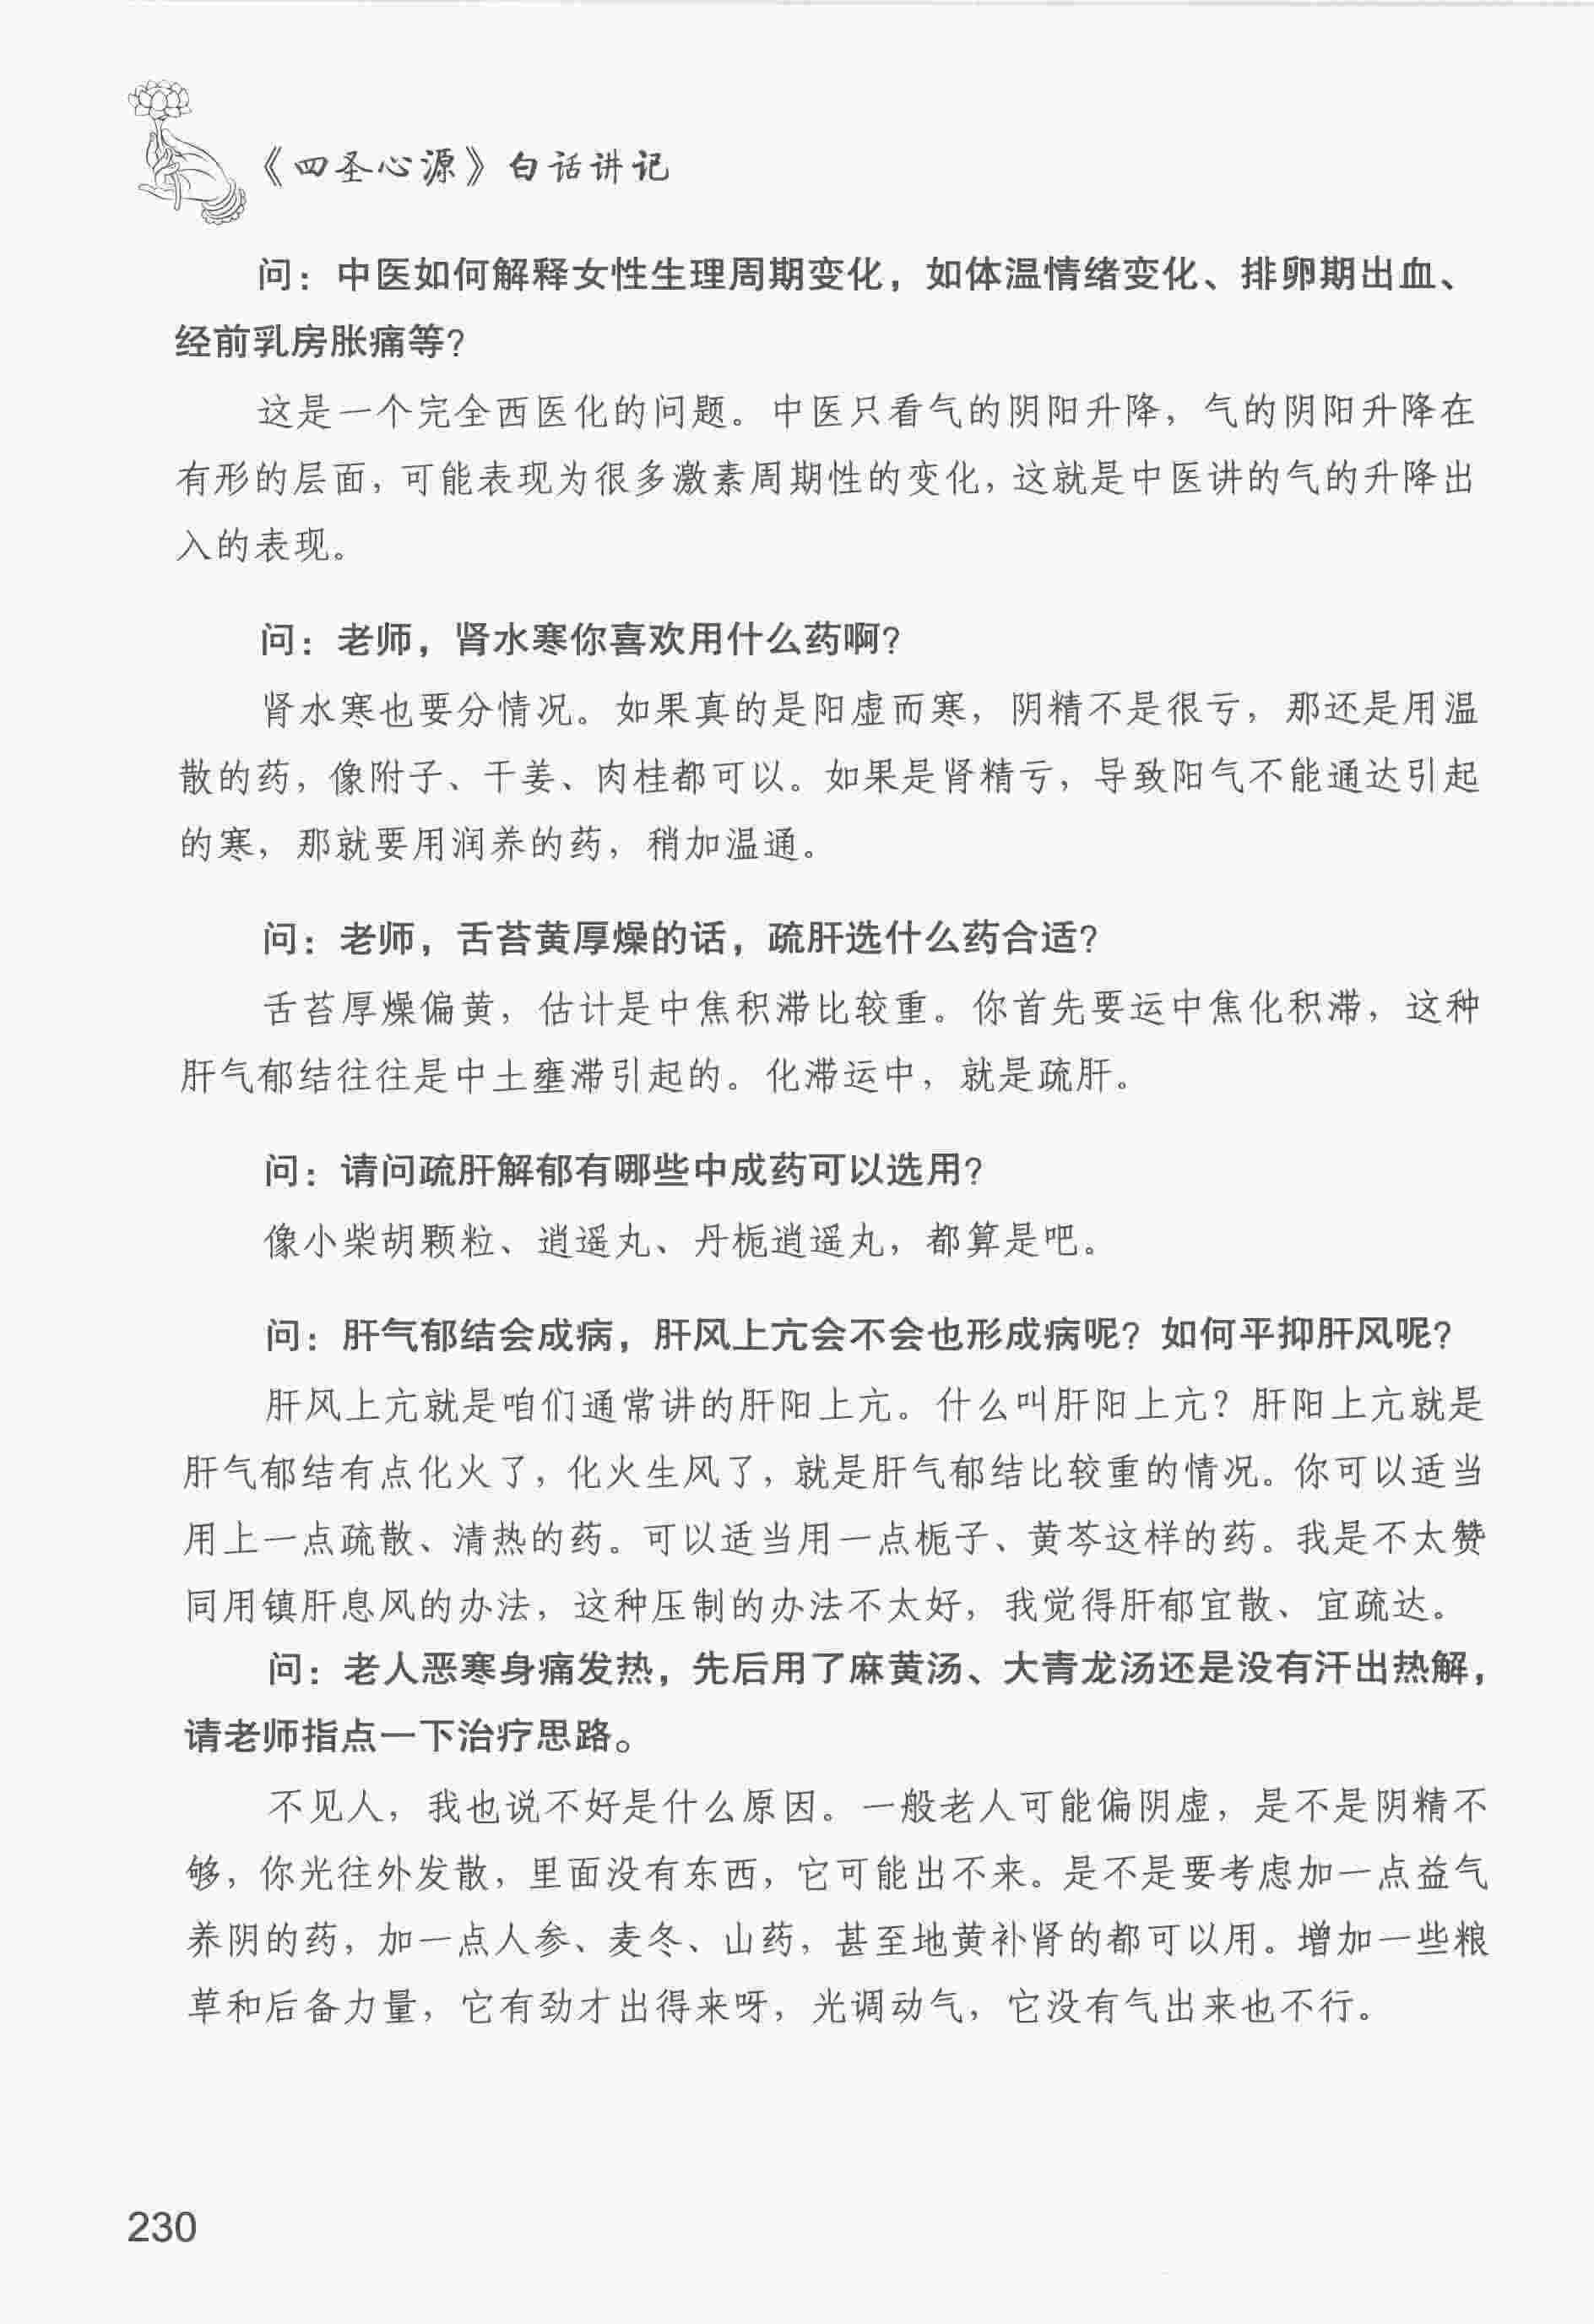 《四圣心源》白话讲记
问：中医如何解释女性生理周期变化，如体温情绪变化、排卵期出血、
经前乳房胀痛等？
这是一个完全西医化的问题。中医只看气的阴阳升降，气的阴阳升降在
有形的层面，可能表现为很多激素周期性的变化，这就是中医讲的气的升降出
入的表现。
问：老师，肾水寒你喜欢用什么药啊？
肾水寒也要分情况。如果真的是阳虚而寒，阴精不是很亏，那还是用温
散的药，像附子、干姜、肉桂都可以。如果是肾精亏，导致阳气不能通达引起
的寒，那就要用润养的药，稍加温通。
问：老师，舌苔黄厚燥的话，疏肝选什么药合适？
舌苔厚燥偏黄，估计是中焦积滞比较重。你首先要运中焦化积滞，这种
肝气郁结往往是中土壅滞引起的。化滞运中，就是疏肝。
问：请问疏肝解郁有哪些中成药可以选用？
像小柴胡颗粒、逍遥丸、丹栀逍遥丸，都算是吧。
问：肝气郁结会成病，肝风上亢会不会也形成病呢？如何平抑肝风呢？
肝风上亢就是咱们通常讲的肝阳上亢。什么叫肝阳上亢？肝阳上亢就是
肝气郁结有点化火了，化火生风了，就是肝气郁结比较重的情况。你可以适当
用上一点疏散、清热的药。可以适当用一点栀子、黄芩这样的药。我是不太赞
同用镇肝息风的办法，这种压制的办法不太好，我觉得肝郁宜散、宜疏达。
问：老人恶寒身痛发热，先后用了麻黄汤、大青龙汤还是没有汗出热解，
请老师指点一下治疗思路。
不见人，我也说不好是什么原因。一般老人可能偏阴虚，是不是阴精不
够，你光往外发散，里面没有东西，它可能出不来。是不是要考虑加一点益气
养阴的药，加一点人参、麦冬、山药，甚至地黄补肾的都可以用。增加一些粮
草和后备力量，它有劲才出得来呀，光调动气，它没有气出来也不行。
230